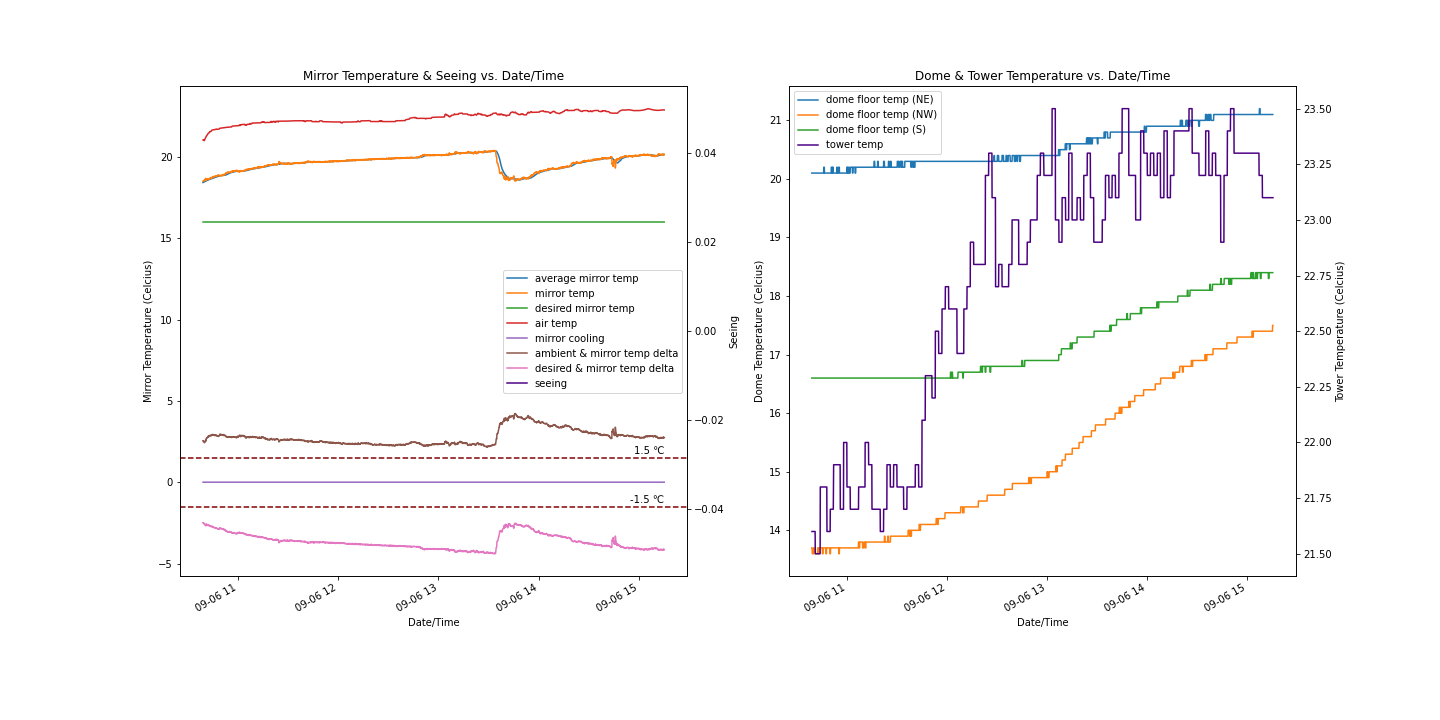 Mirror Temperature & Seeing vs. Date/Time
Mirror Temperature (Celcius)
20
15
10
5
0
−5
0.04
0.02
0.00
−0.02
−0.04
Seeing
average mirror temp
mirror temp
desired mirror temp
air temp
mirror cooling
ambient & mirror temp delta
desired & mirror temp delta
seeing
1.5 °C
-1.5 °C
09-06 11
09-06 12
09-06 13
09-06 14
09-06 15
Date/Time
Dome & Tower Temperature vs. Date/Time
dome floor temp (NE)
dome floor temp (NW)
dome floor temp (S)
tower temp
Dome Temperature (Celcius)
21
20
19
18
17
16
15
14
23.50
23.25
23.00
22.75
22.50
22.25
22.00
21.75
21.50
Tower Temperature (Celcius)
09-06 11
09-06 12
09-06 13
09-06 14
09-06 15
Date/Time